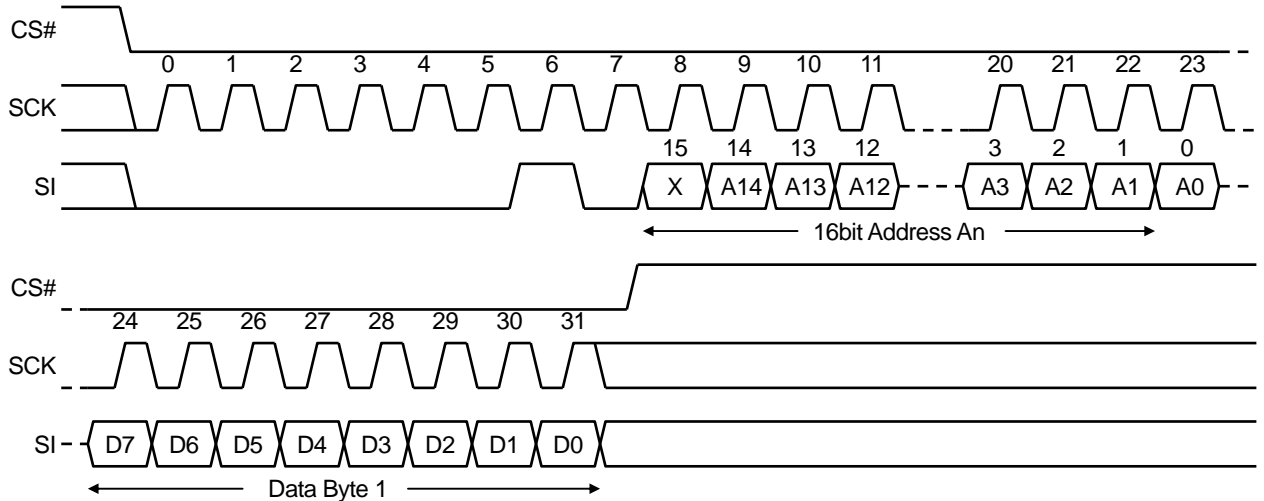 CS#
0 1 2 3 4 5 6 7 8 9 10 11 20 21 22 23
SCK
15 14 13 12 3 2 1 0
SI X A14 A13 A12 A3 A2 A1 A0
16bit Address An
CS#
24 25 26 27 28 29 30 31
SCK
SI D7 D6 D5 D4 D3 D2 D1 D0
Data Byte 1